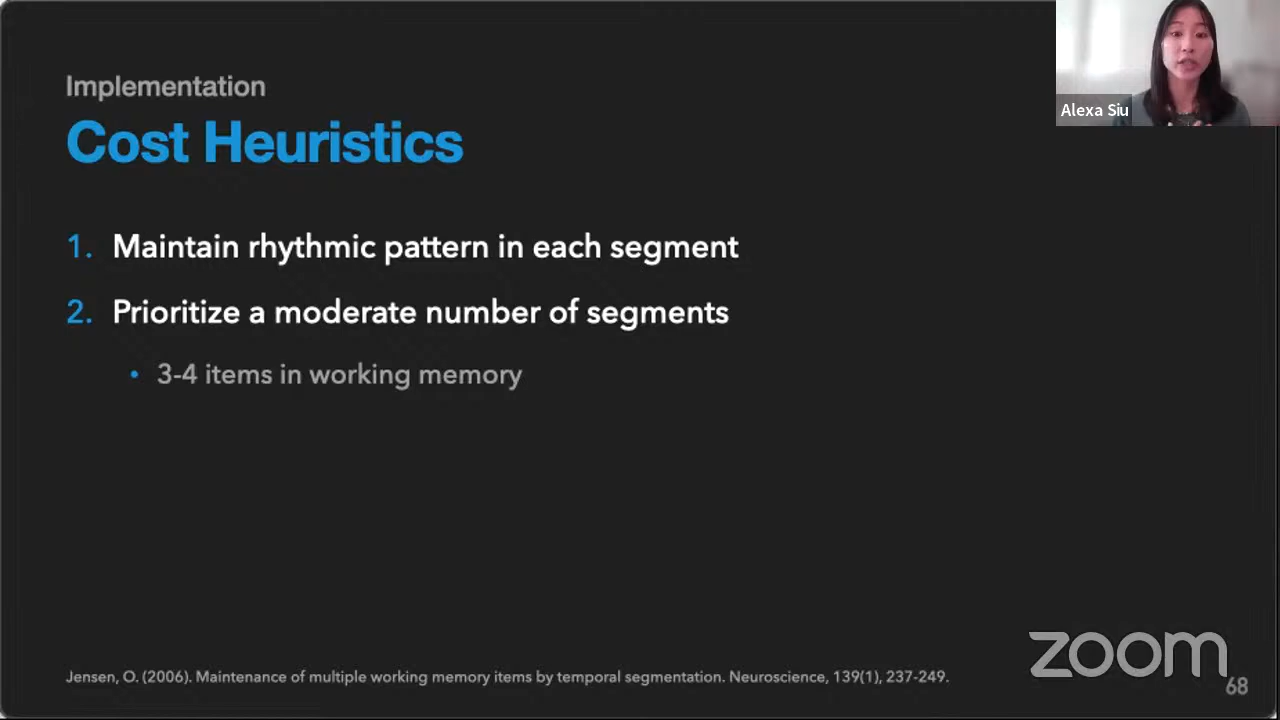 Implementation
Cost Heuristics
Alexa Siu
1. Maintain rhythmic pattern in each segment
2. Prioritize a moderate number of segments
• 3-4 items in working memory
Jensen, O. (2006). Maintenance of multiple working memory items by temporal segmentation. Neuroscience, 139(1), 237-249.
zoom
68